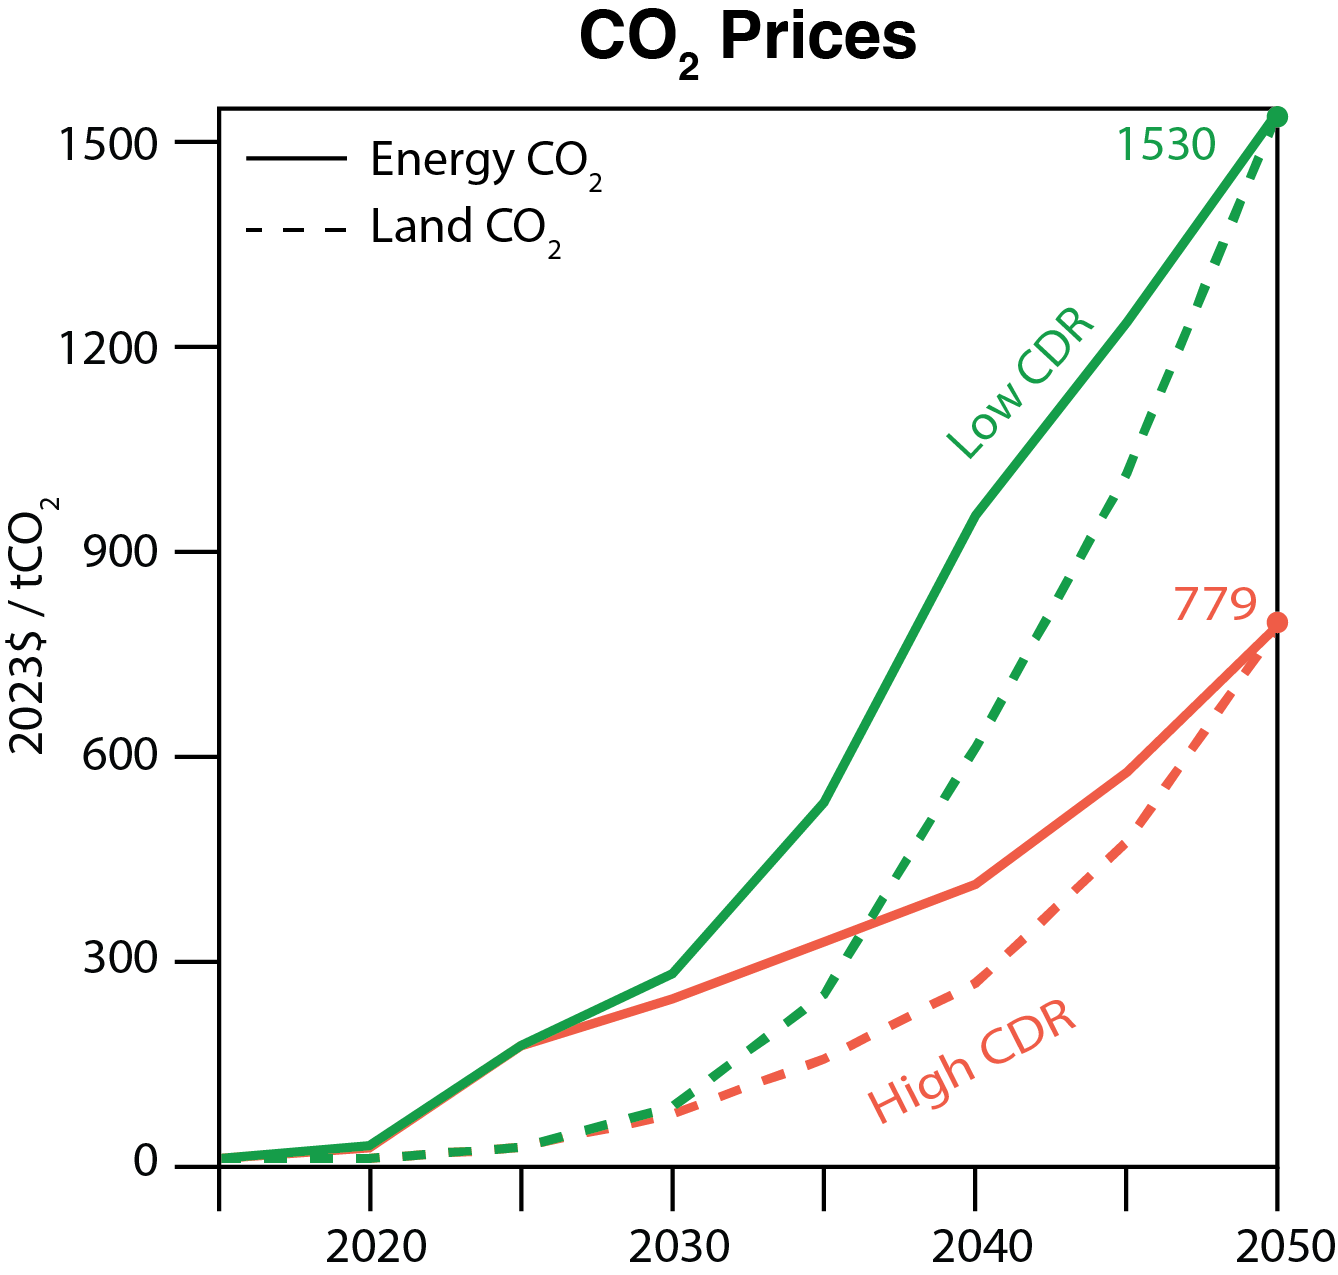 CO₂ Prices
1500
1200
900
600
300
0
2023$ / tCO₂
Energy CO₂
Land CO₂
1530
Low CDR
779
High CDR
2020
2030
2040
2050